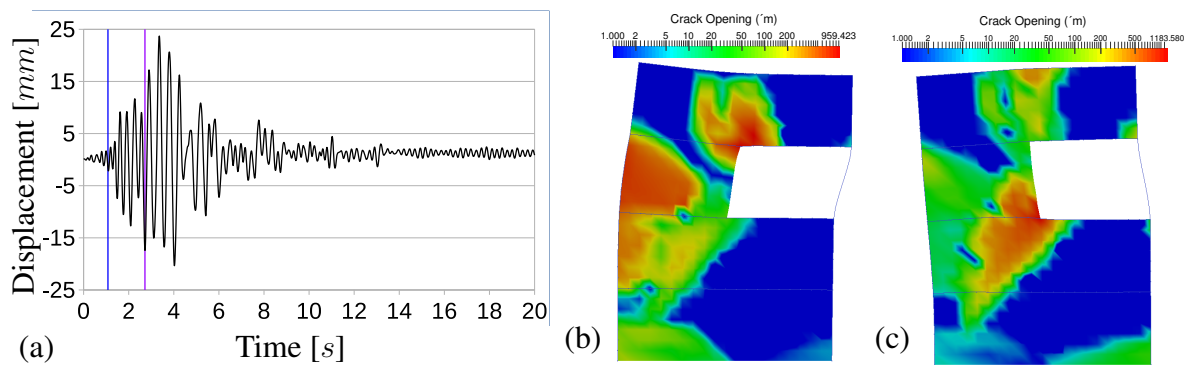 Displacement [mm]
25
15
5
-5
-15
-25
0 2 4 6 8 10 12 14 16 18 20
Time [s]
(a)
Crack Opening (´m)
1.000 2 5 10 20 50 100 200 959.423
(b)
Crack Opening (´m)
1.000 2 5 10 20 50 100 200 500 1183.580
(c)